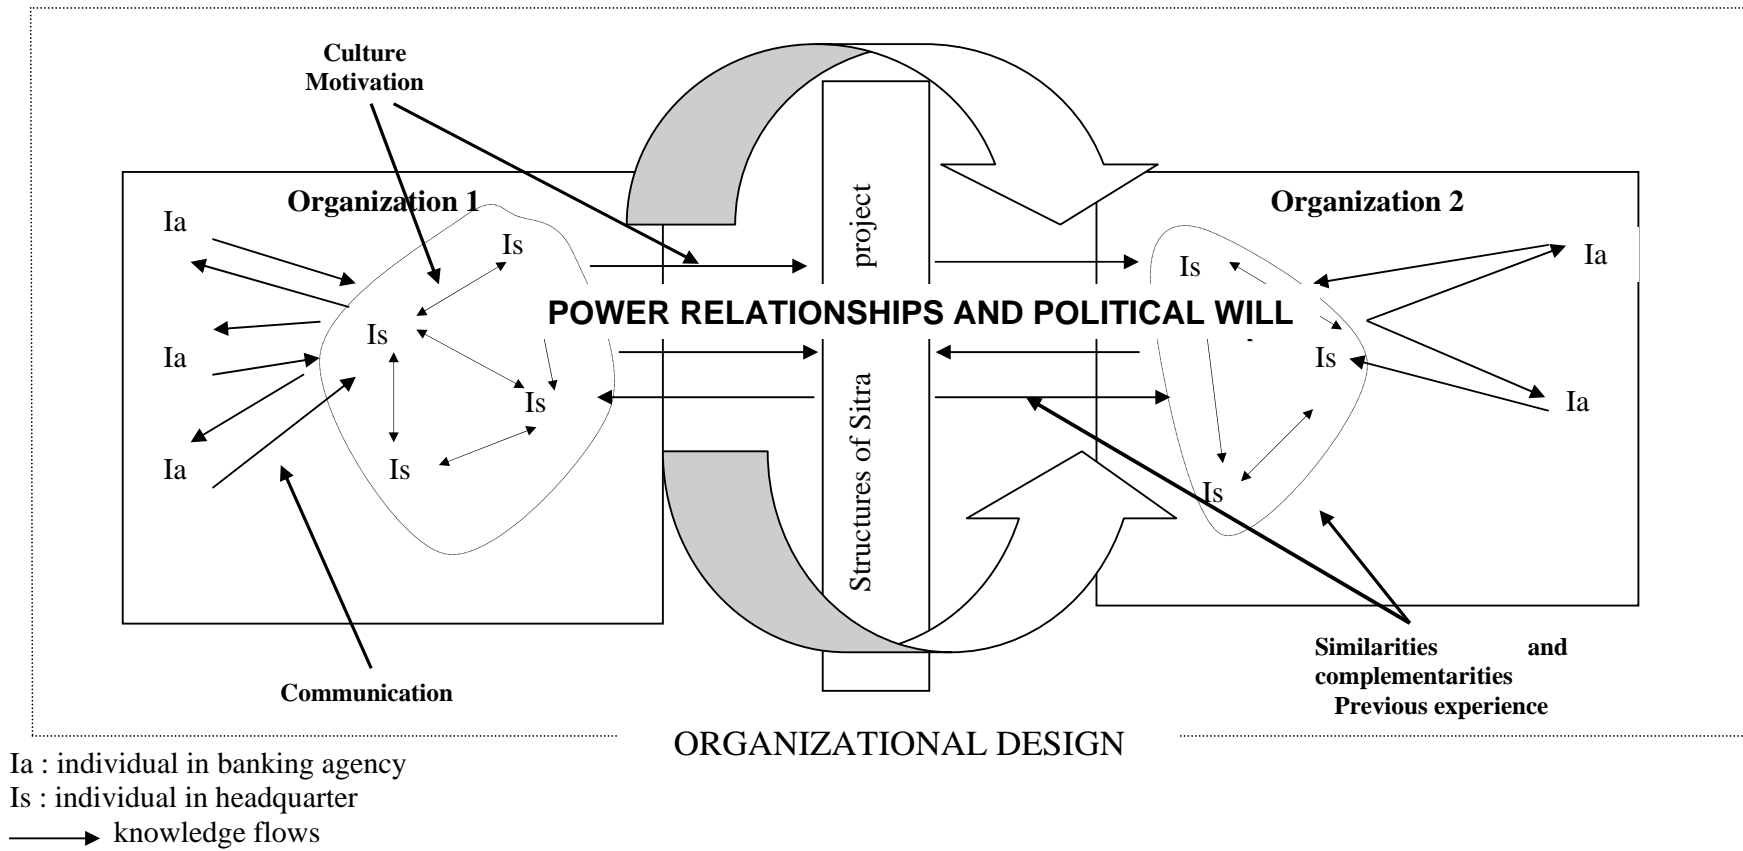 Culture
Motivation
Organization 1
Organization 2
Ia
Is
Ia
Is
Ia
Is
Is
Is
Ia
Structures of Sitra project
POWER RELATIONSHIPS AND POLITICAL WILL
Is
Is
Is
Ia
Ia
Communication
Similarities and
complementarities
Previous experience
ORGANIZATIONAL DESIGN
Ia : individual in banking agency
Is : individual in headquarter
knowledge flows